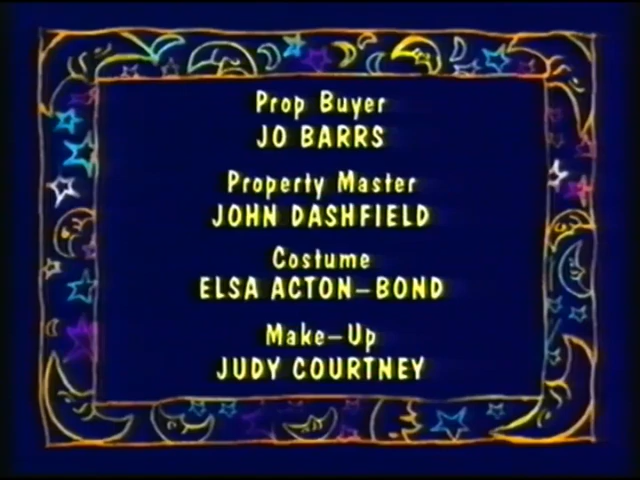 Prop Buyer
JO BARRS
Property Master
JOHN DASHFIELD
Costume
ELSA ACTON-BOND
Make-Up
JUDY COURTNEY